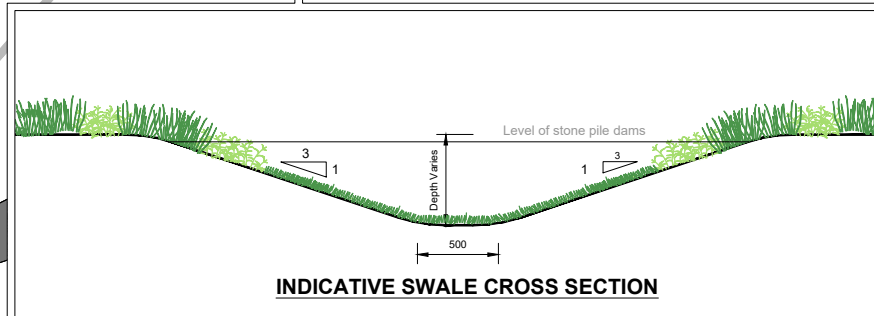 Level of stone pile dams
3
1
Depth Varies
1
3
500
INDICATIVE SWALE CROSS SECTION